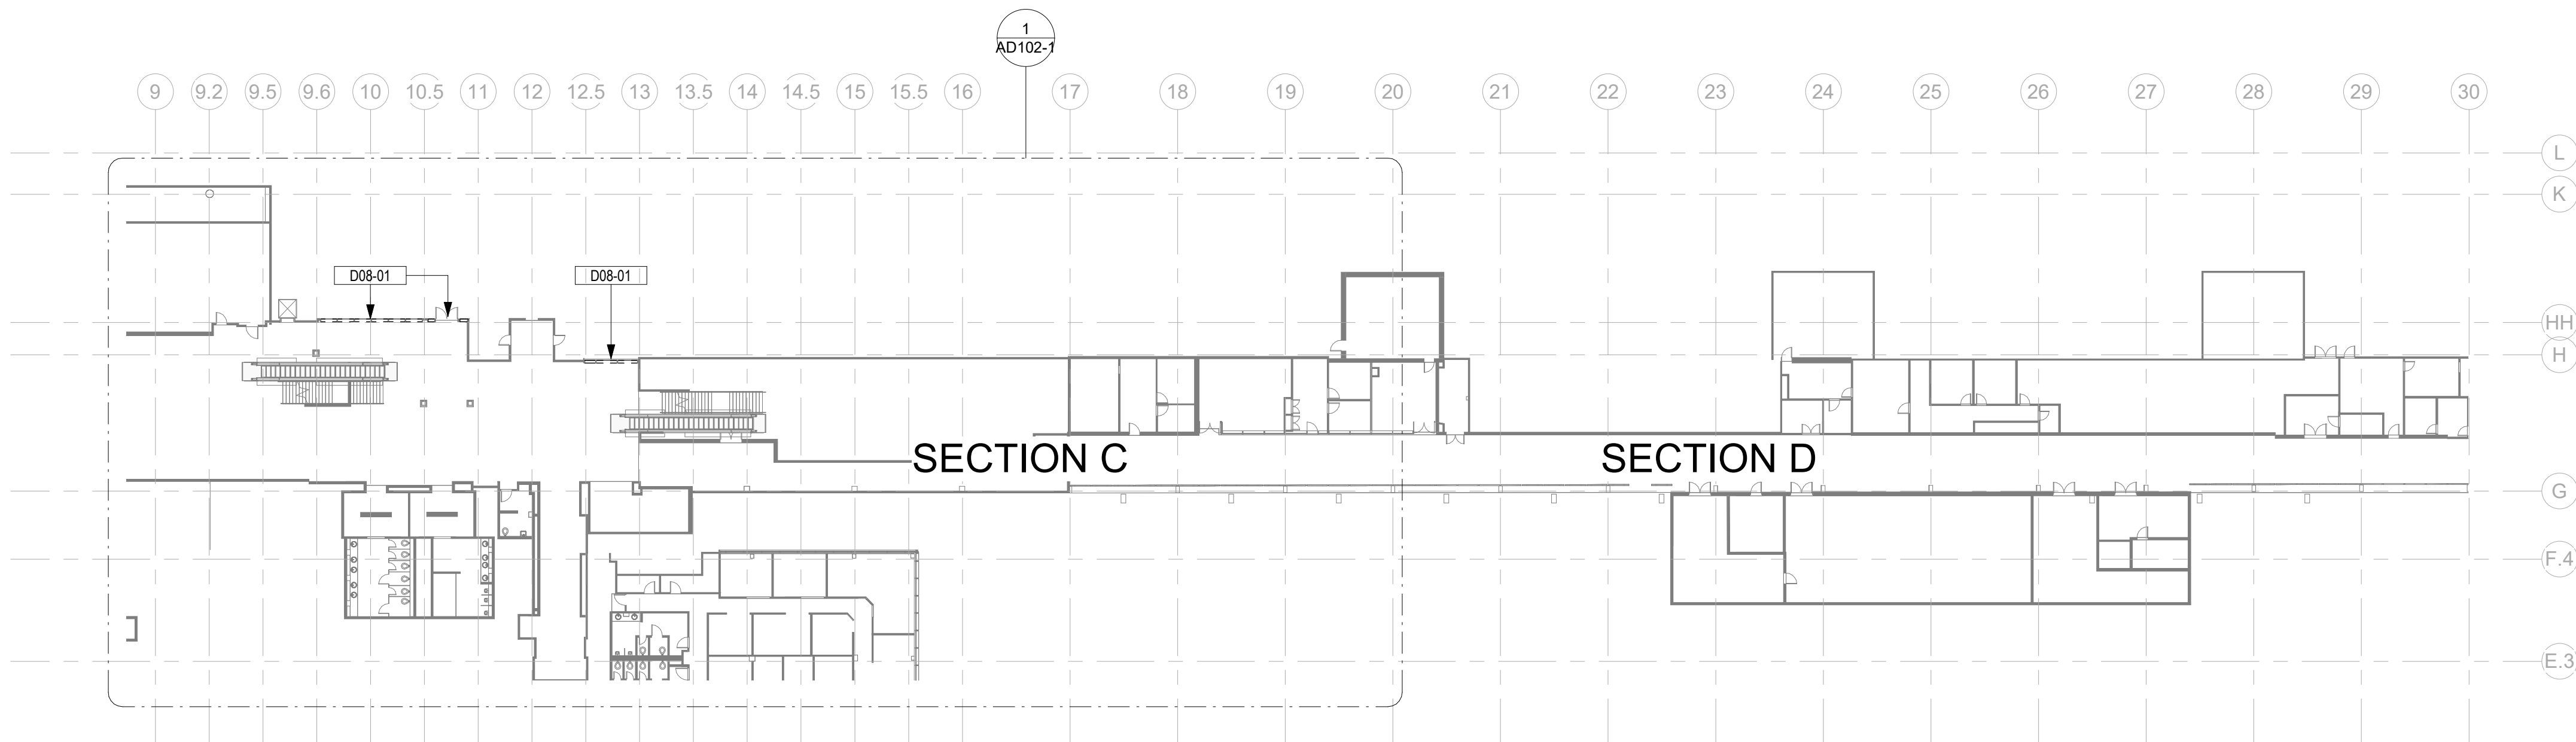 1
AD102-1
9 9.2 9.5 9.6 10 10.5 11 12 12.5 13 13.5 14 14.5 15 15.5 16 17 18 19 20 21 22 23 24 25 26 27 28 29 30
L
K
D08-01 D08-01
HH
H
SECTION C SECTION D
G
F.4
E.3